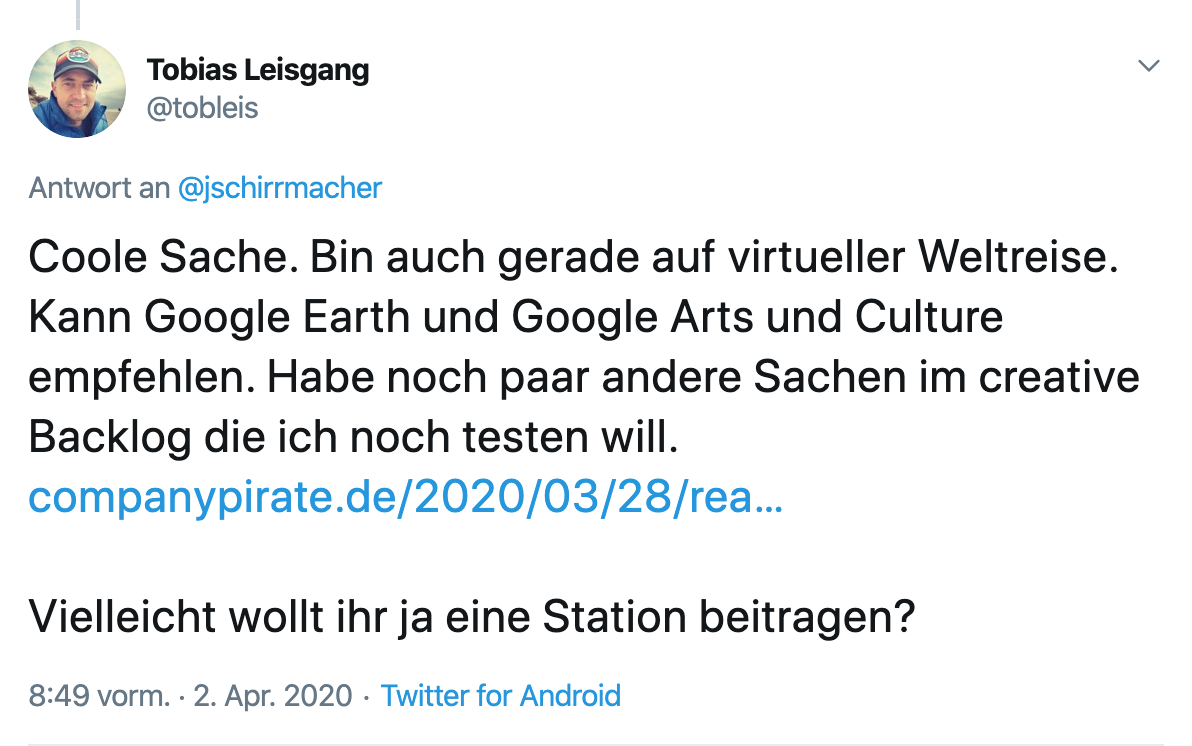 Tobias Leisgang
@tobleis
Antwort an @jschirrmacher
Coole Sache. Bin auch gerade auf virtueller Weltreise.
Kann Google Earth und Google Arts und Culture
empfehlen. Habe noch paar andere Sachen im creative
Backlog die ich noch testen will.
companypirate.de/2020/03/28/rea…
Vielleicht wollt ihr ja eine Station beitragen?
8:49 vorm. · 2. Apr. 2020 · Twitter for Android